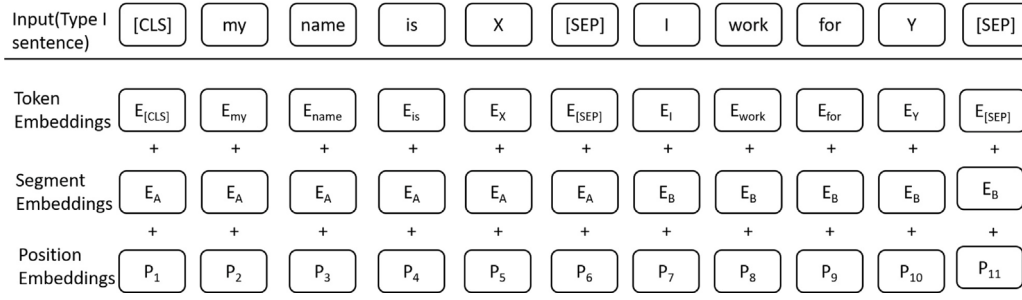 Input(Type I sentence) [CLS] my name is X [SEP] I work for Y [SEP]
Token Embeddings E[CLS] Emy Ename Eis EX E[SEP] EI Ework Efor EY E[SEP]
+ + + + + + + + + + +
Segment Embeddings EA EA EA EA EA EA EB EB EB EB EB
+ + + + + + + + + + +
Position Embeddings P1 P2 P3 P4 P5 P6 P7 P8 P9 P10 P11